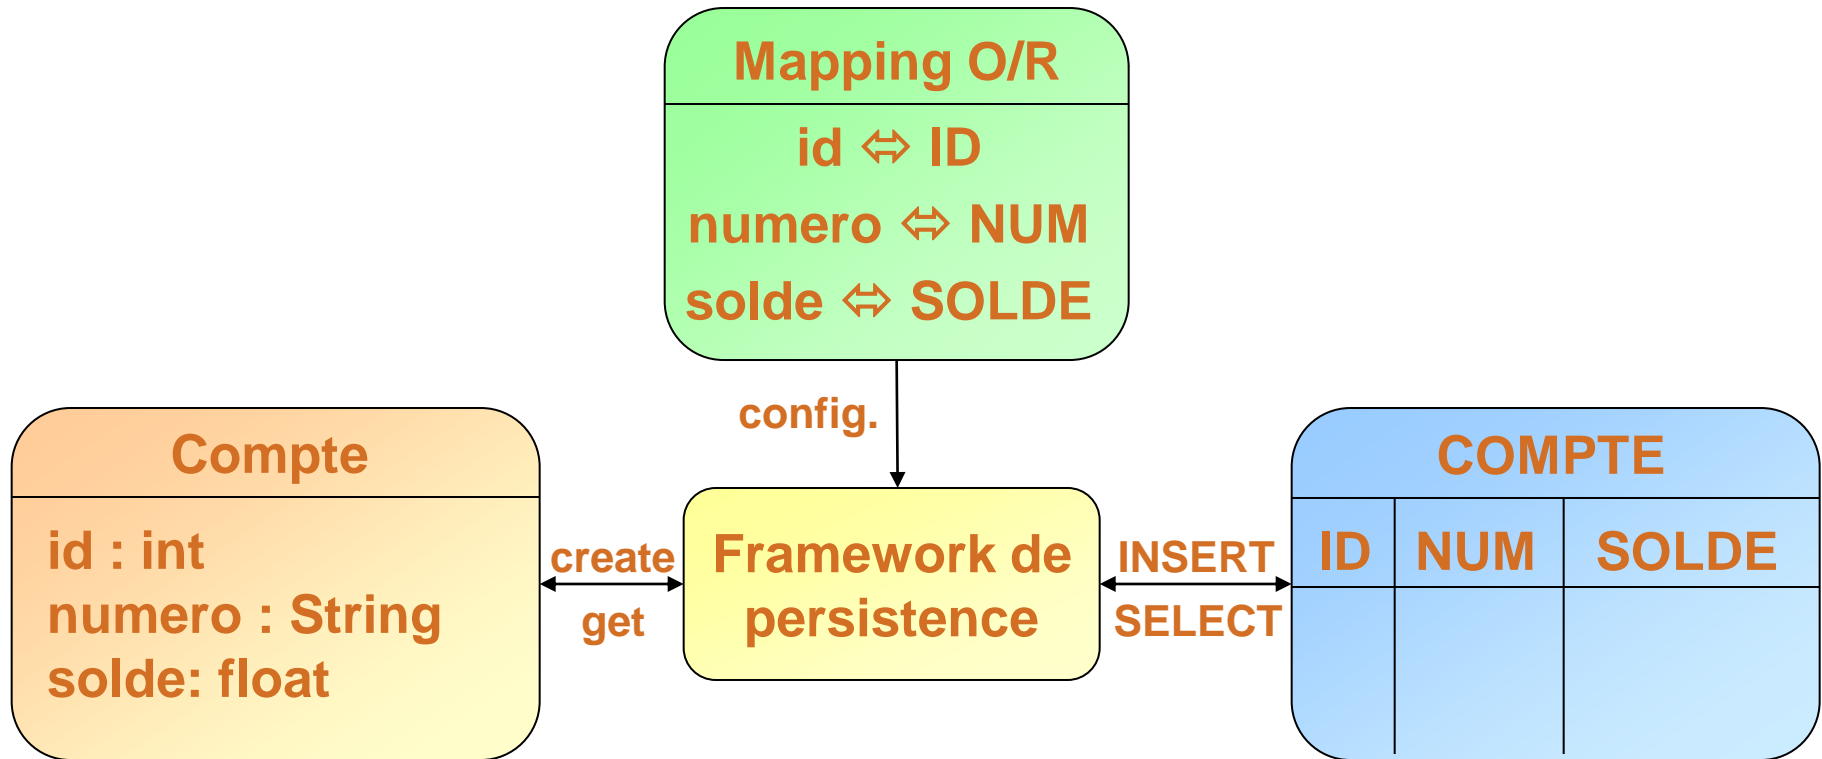 Mapping O/R
id ⇔ ID
numero ⇔ NUM
solde ⇔ SOLDE
config.
Compte
id : int
numero : String
solde: float
create
get
Framework de
persistence
INSERT
SELECT
COMPTE
ID NUM SOLDE